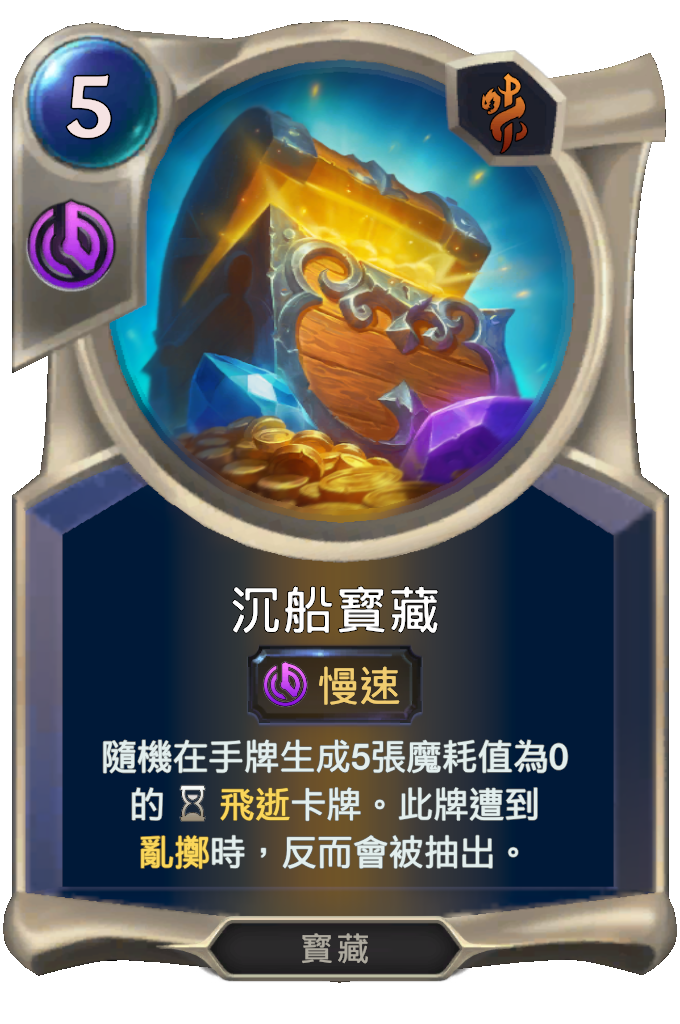 5
沉船寶藏
慢速
隨機在手牌生成5張魔耗值為0
的 飛逝卡牌。此牌遭到
亂擲時，反而會被抽出。
寶藏